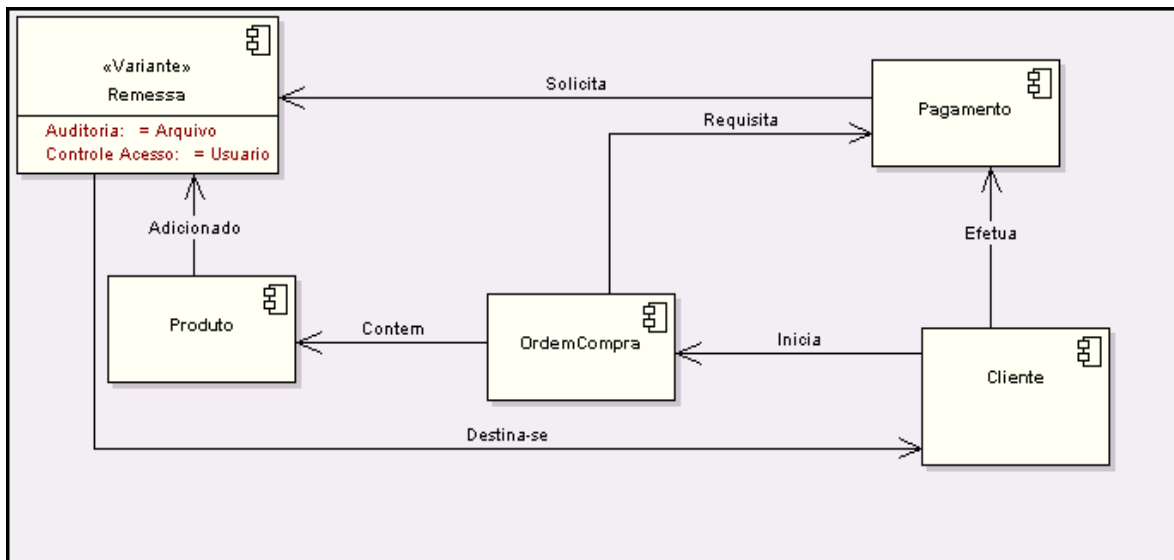 «Variante»
Remessa
Auditoria: = Arquivo
Controle Acesso: = Usuario
Solicita
Pagamento
Requisita
Adicionado
Efetua
Produto
Contem
OrdemCompra
Inicia
Cliente
Destina-se